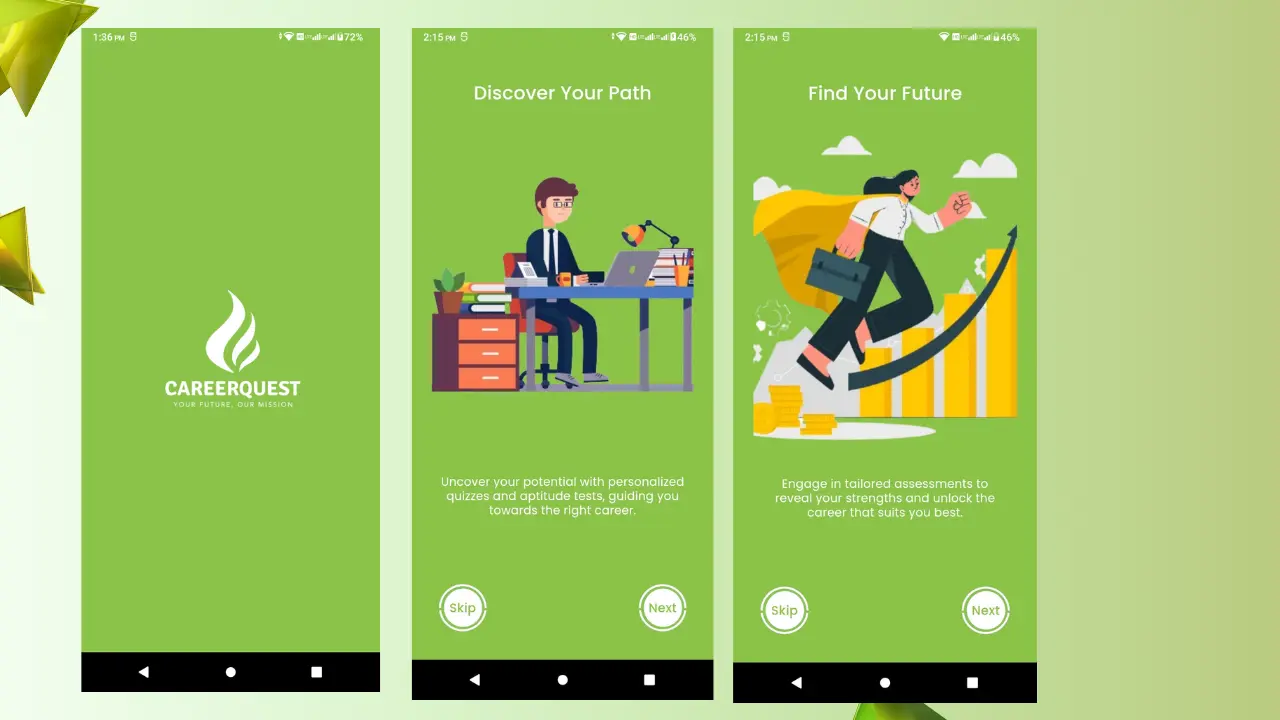 1:36 PM
72%
CAREERQUEST
YOUR FUTURE, OUR MISSION
2:15 PM
46%
Discover Your Path
Uncover your potential with personalized
quizzes and aptitude tests, guiding you
towards the right career.
Skip
Next
2:15 PM
46%
Find Your Future
Engage in tailored assessments to
reveal your strengths and unlock the
career that suits you best.
Skip
Next